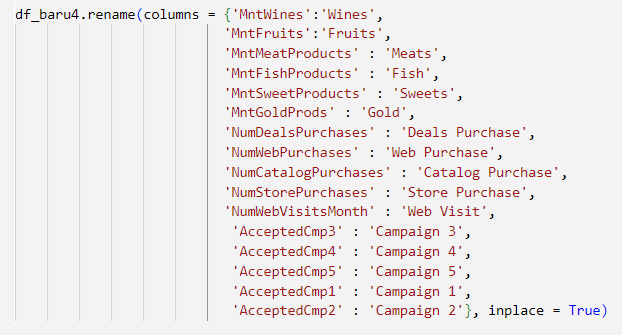 df_baru4.rename(columns = {'MntWines':'Wines',
'MntFruits':'Fruits',
'MntMeatProducts' : 'Meats',
'MntFishProducts' : 'Fish',
'MntSweetProducts' : 'Sweets',
'MntGoldProds' : 'Gold',
'NumDealsPurchases' : 'Deals Purchase',
'NumWebPurchases' : 'Web Purchase',
'NumCatalogPurchases' : 'Catalog Purchase',
'NumStorePurchases' : 'Store Purchase',
'NumWebVisitsMonth' : 'Web Visit',
'AcceptedCmp3' : 'Campaign 3',
'AcceptedCmp4' : 'Campaign 4',
'AcceptedCmp5' : 'Campaign 5',
'AcceptedCmp1' : 'Campaign 1',
'AcceptedCmp2' : 'Campaign 2'}, inplace = True)